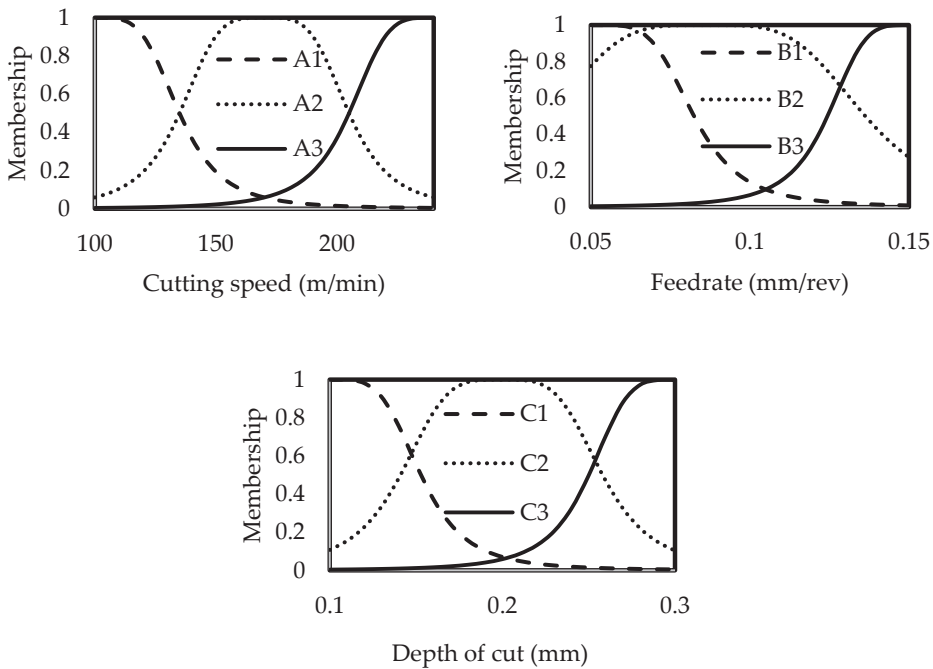 Membership
1
0.8
0.6
0.4
0.2
0
A1
A2
A3
100 150 200
Cutting speed (m/min)
Membership
1
0.8
0.6
0.4
0.2
0
B1
B2
B3
0.05 0.1 0.15
Feedrate (mm/rev)
Membership
1
0.8
0.6
0.4
0.2
0
C1
C2
C3
0.1 0.2 0.3
Depth of cut (mm)